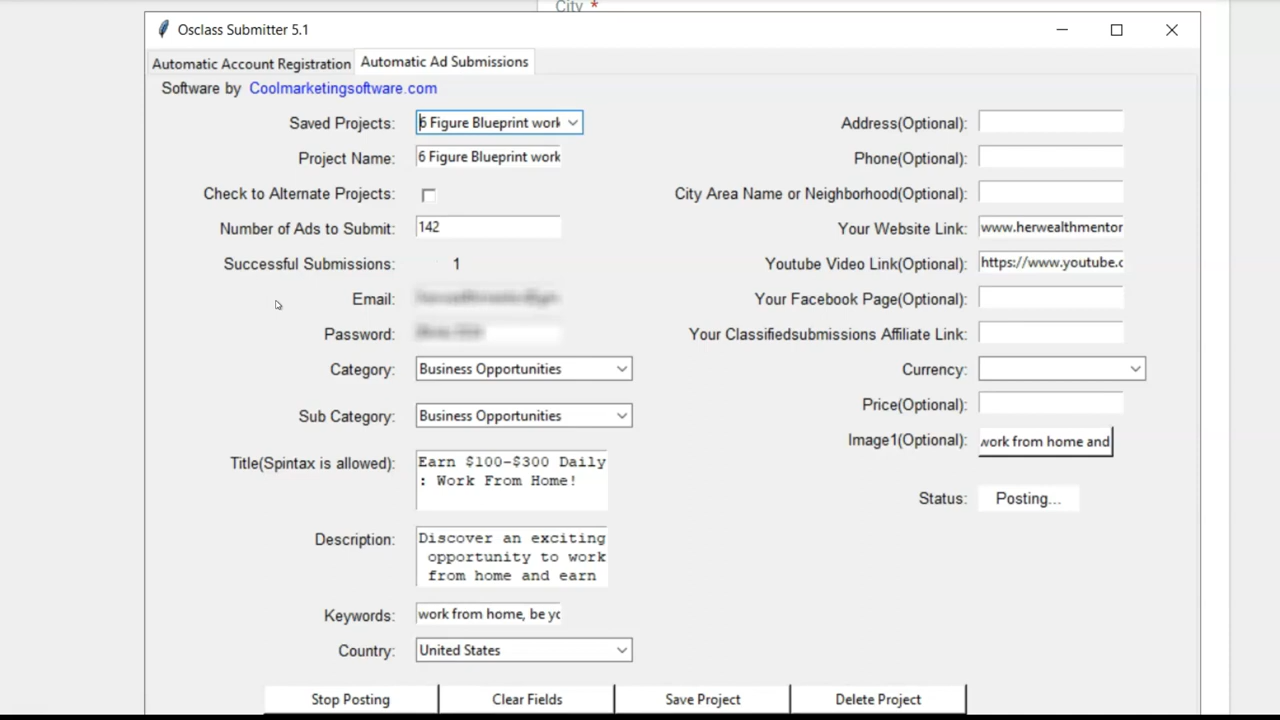 City *
Osclass Submitter 5.1
Automatic Account Registration
Automatic Ad Submissions
Software by Coolmarketingsoftware.com
Saved Projects: 6 Figure Blueprint work
Project Name: 6 Figure Blueprint work
Check to Alternate Projects:
Number of Ads to Submit: 142
Successful Submissions: 1
Email:
Password:
Category: Business Opportunities
Sub Category: Business Opportunities
Title(Spintax is allowed): Earn $100-$300 Daily
: Work From Home!
Description: Discover an exciting
opportunity to work
from home and earn
Keywords: work from home, be yo
Country: United States
Address(Optional):
Phone(Optional):
City Area Name or Neighborhood(Optional):
Your Website Link: www.herwealthmentor
Youtube Video Link(Optional): https://www.youtube.c
Your Facebook Page(Optional):
Your Classifiedsubmissions Affiliate Link:
Currency:
Price(Optional):
Image1(Optional): work from home and
Status: Posting...
Stop Posting
Clear Fields
Save Project
Delete Project